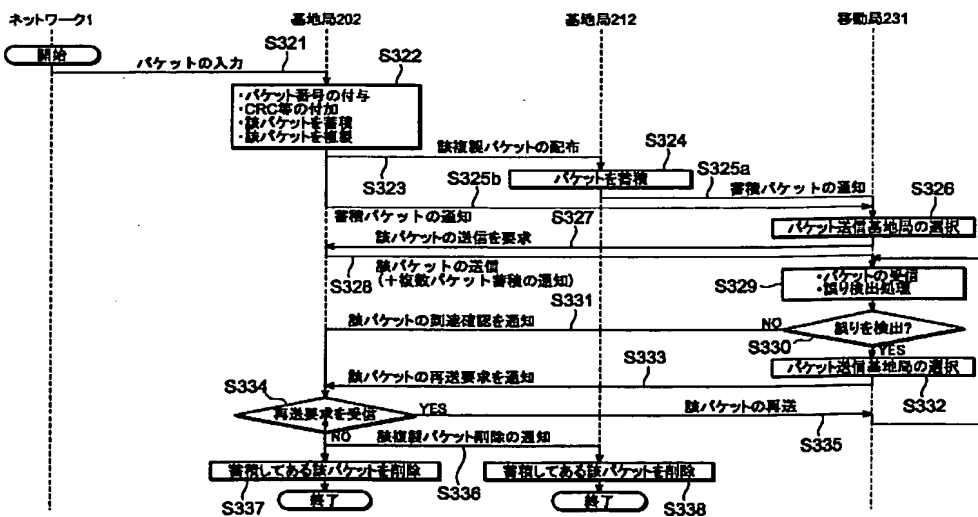 ネットワーク1
基地局202
基地局212
移動局231
開始
S321
パケットの入力
S322
・パケット番号の付与
・CRC等の付加
・該パケットを蓄積
・該パケットを複製
該複製パケットの配布
S323
S324
パケットを蓄積
S325a
S325b
蓄積パケットの通知
蓄積パケットの通知
S326
パケット送信基地局の選択
S327
該パケットの送信を要求
S328
該パケットの送信
(+複数パケット蓄積の通知)
S329
・パケットの受信
・誤り検出処理
S331
該パケットの到達確認を通知
NO
誤りを検出?
S330
YES
S333
パケット送信基地局の選択
該パケットの再送要求を通知
S332
S334
再送要求を受信
YES
該パケットの再送
S335
NO
該複製パケット削除の通知
S336
蓄積してある該パケットを削除
蓄積してある該パケットを削除
S337
S338
終了
終了